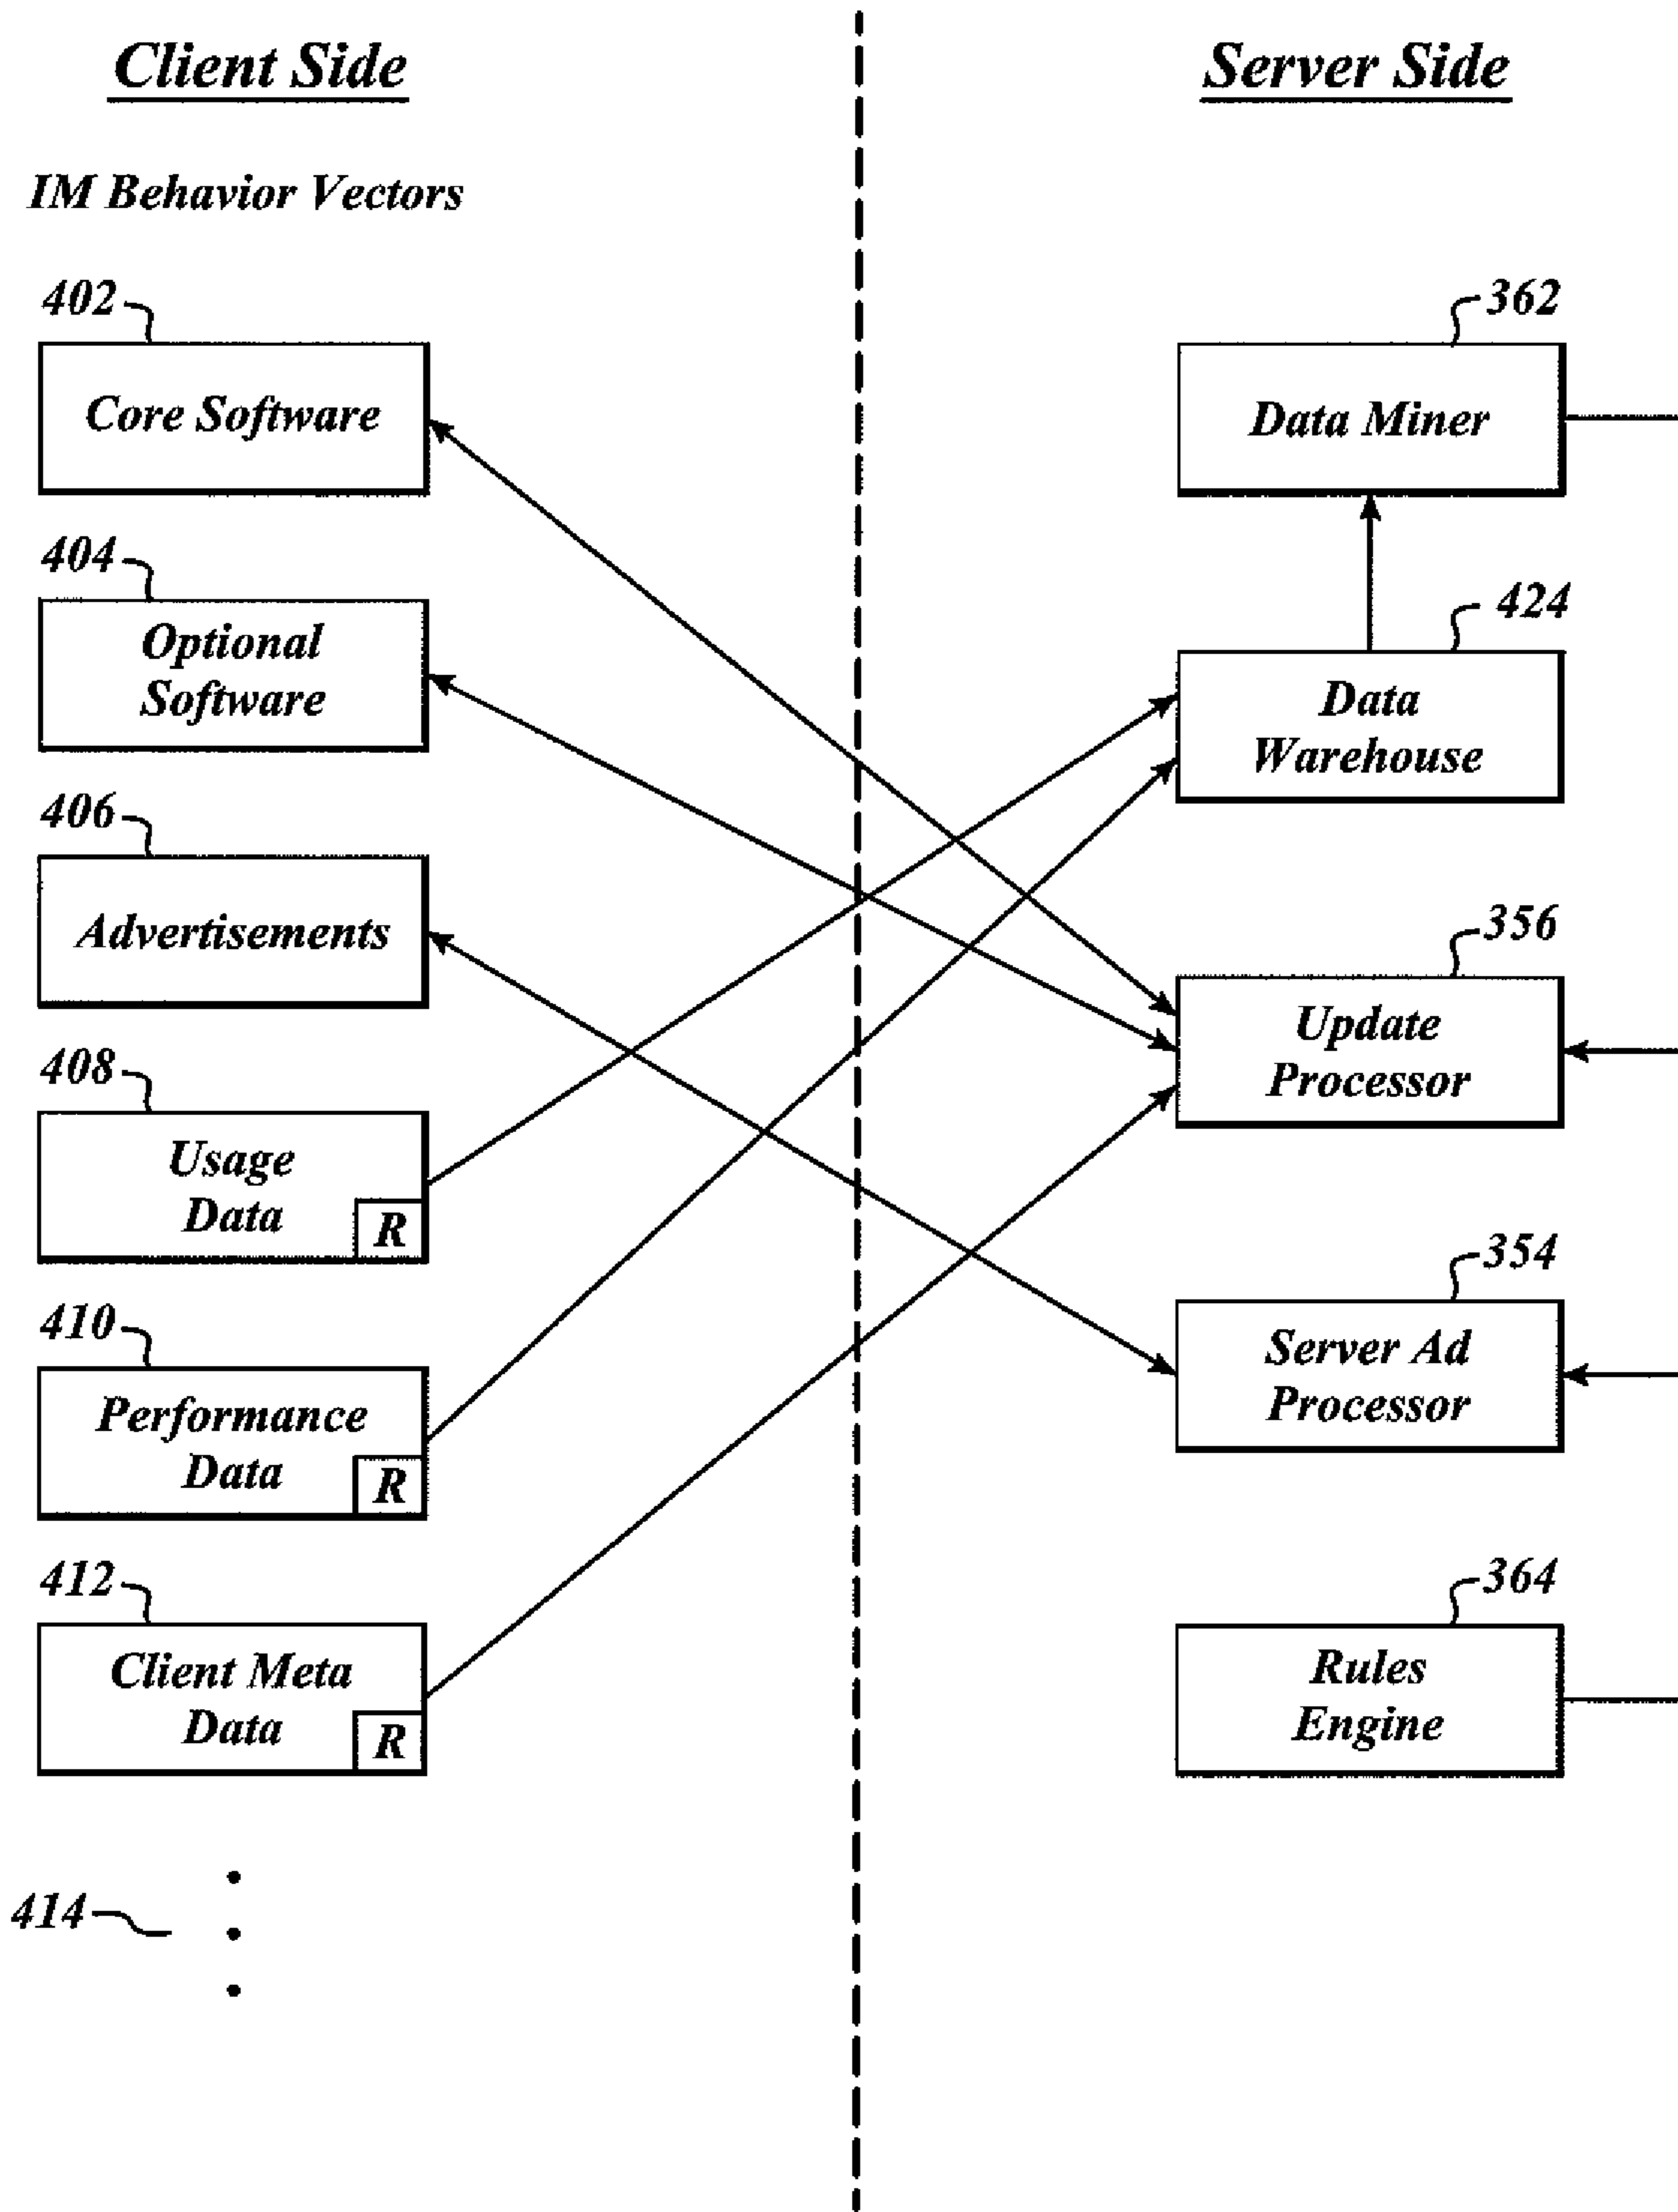 Client Side
IM Behavior Vectors
402
Core Software
404
Optional
Software
406
Advertisements
408
Usage
Data
R
410
Performance
Data
R
412
Client Meta
Data
R
414
Server Side
362
Data Miner
424
Data
Warehouse
356
Update
Processor
354
Server Ad
Processor
364
Rules
Engine